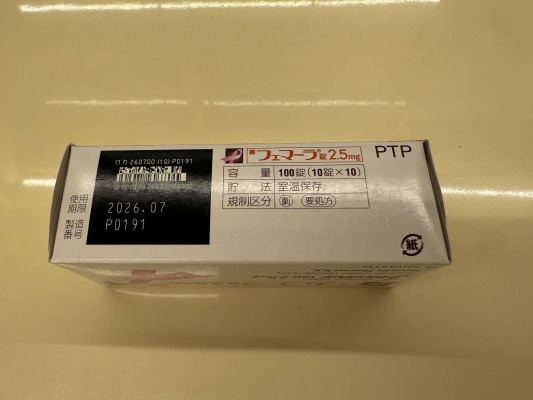 (17) 260700 (10) P0191
使用
期限
2026.07
製造
番号
P0191
劇 フェマーラ錠 2.5mg
PTP
容 量 100錠(10錠×10)
貯 法 室温保存
規制区分 劇 要処方
紙